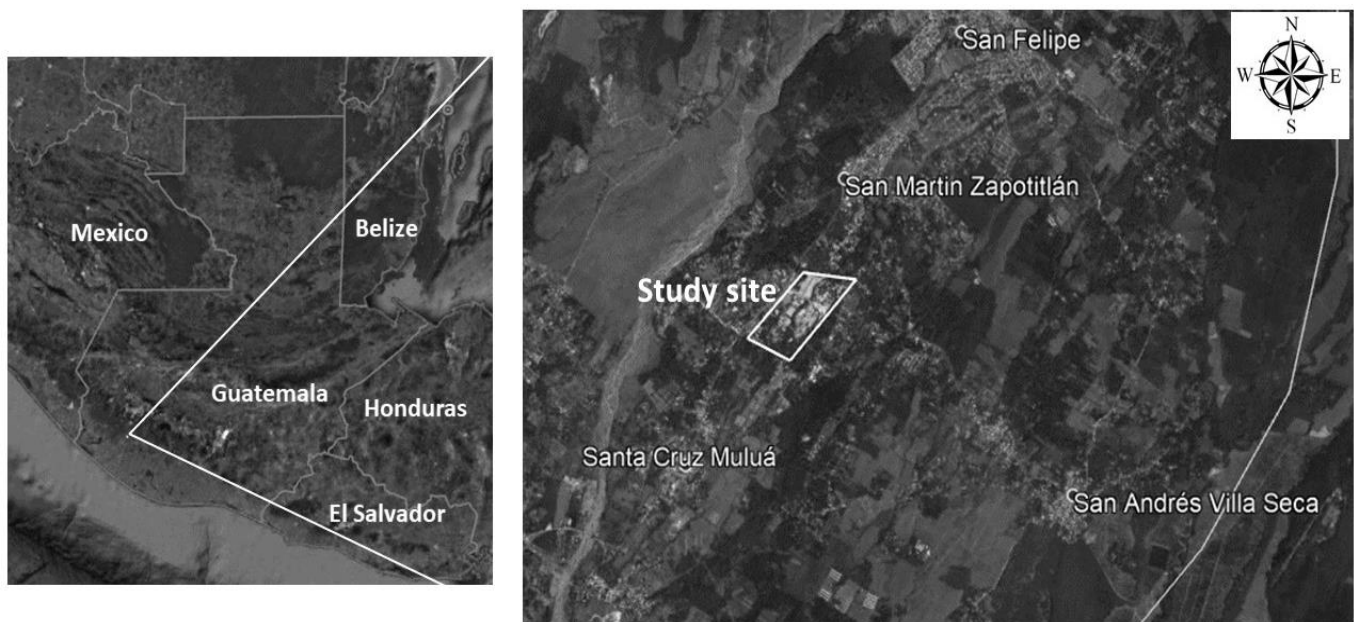 Mexico
Belize
Guatemala
Honduras
El Salvador
N
W E
S
San Felipe
San Martin Zapotitlán
Study site
Santa Cruz Muluá
San Andrés Villa Seca